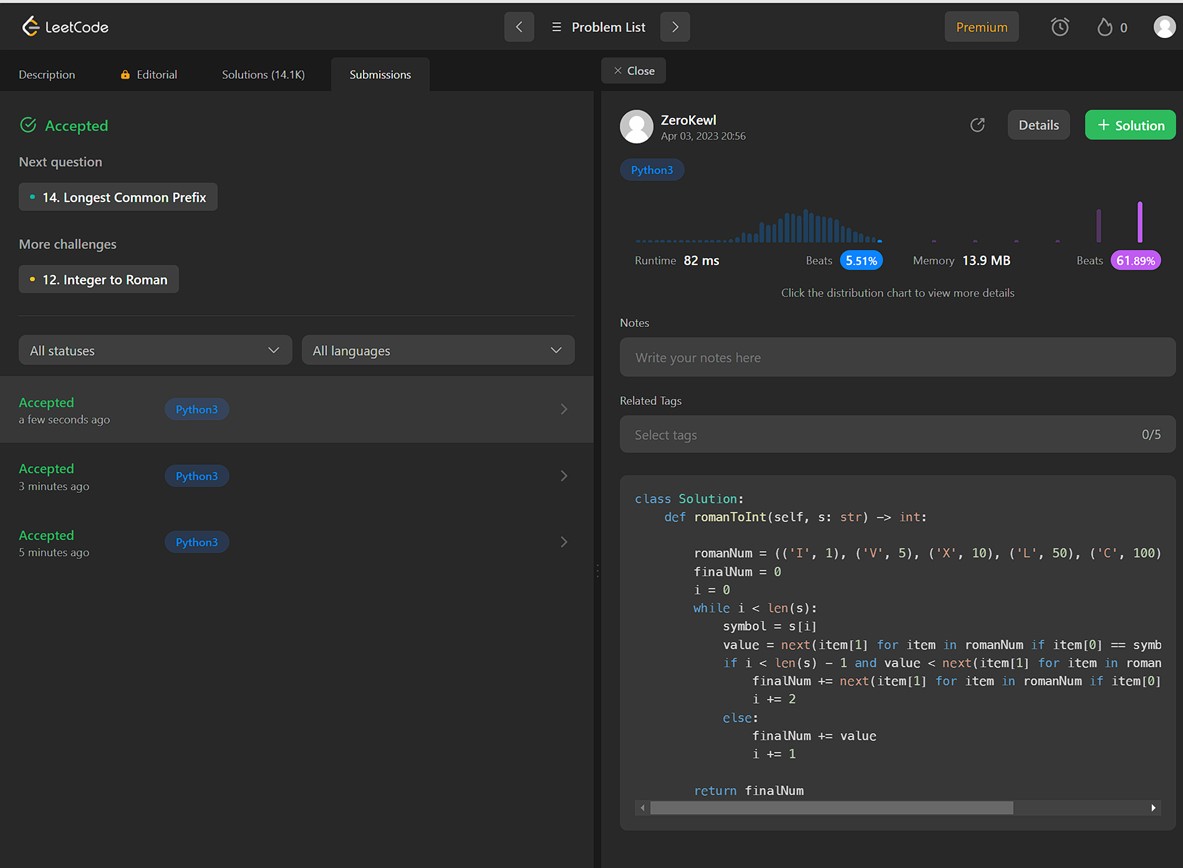 LeetCode
Problem List
Premium
0
Description
Editorial
Solutions (14.1K)
Submissions
Accepted
Next question
14. Longest Common Prefix
More challenges
12. Integer to Roman
All statuses
All languages
Accepted
a few seconds ago
Python3
Accepted
3 minutes ago
Python3
Accepted
5 minutes ago
Python3
Close
ZeroKewl
Apr 03, 2023 20:56
Details
+ Solution
Python3
Runtime 82 ms
Beats 5.51%
Memory 13.9 MB
Beats 61.89%
Click the distribution chart to view more details
Notes
Write your notes here
Related Tags
Select tags
0/5
class Solution:
def romanToInt(self, s: str) -> int:
romanNum = (('I', 1), ('V', 5), ('X', 10), ('L', 50), ('C', 100)
finalNum = 0
i = 0
while i < len(s):
symbol = s[i]
value = next(item[1] for item in romanNum if item[0] == symb
if i < len(s) - 1 and value < next(item[1] for item in roman
finalNum += next(item[1] for item in romanNum if item[0]
i += 2
else:
finalNum += value
i += 1
return finalNum